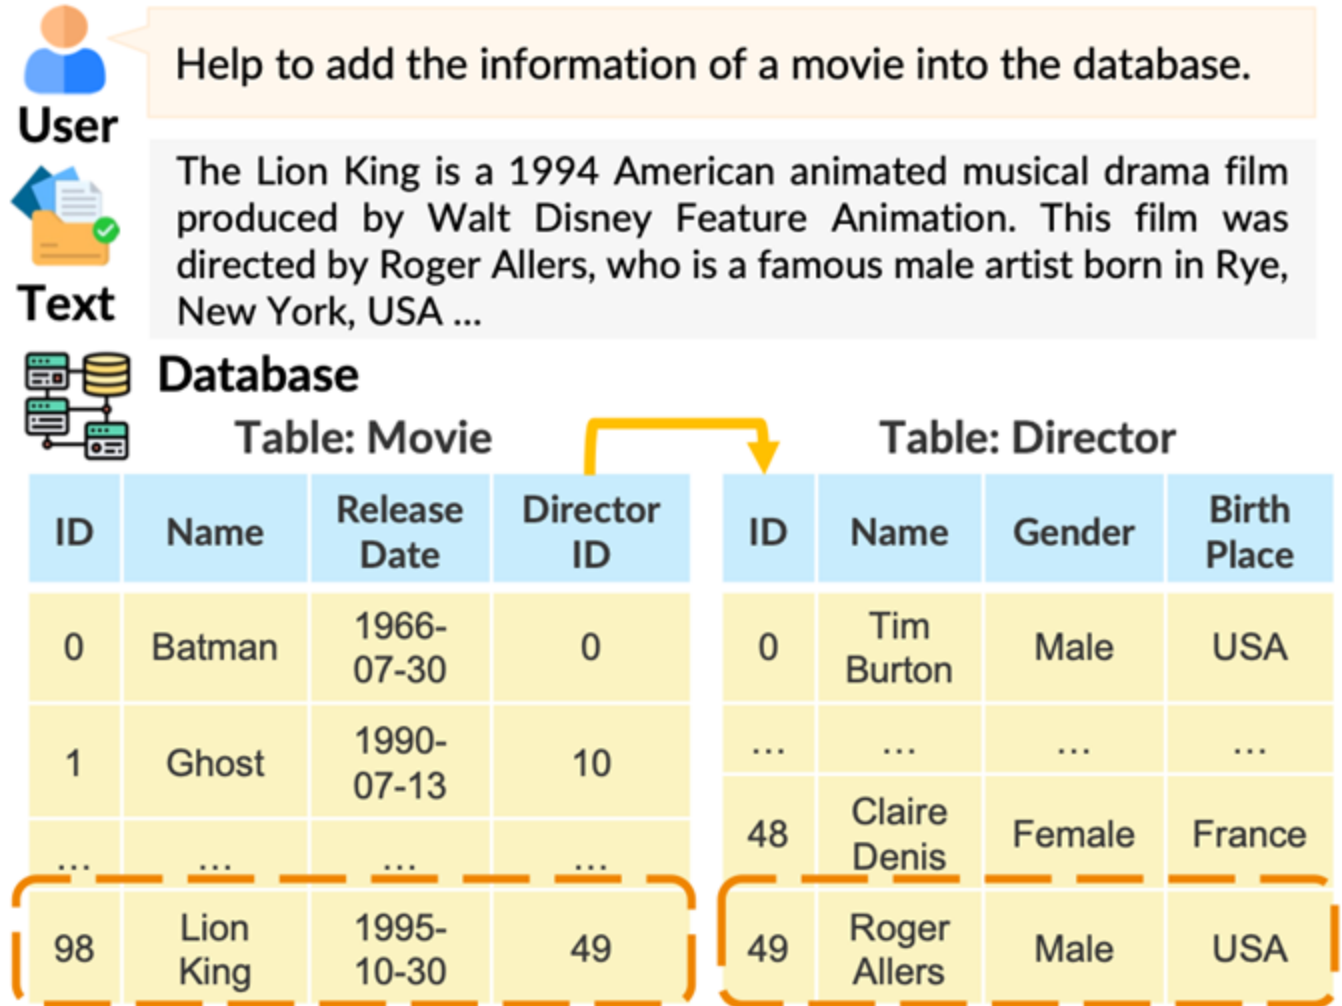 Help to add the information of a movie into the database.
User
The Lion King is a 1994 American animated musical drama film
produced by Walt Disney Feature Animation. This film was
directed by Roger Allers, who is a famous male artist born in Rye,
New York, USA ...
Text
Database
Table: Movie
ID Name Release Date Director ID
0 Batman 1966-07-30 0
1 Ghost 1990-07-13 10
... ... ... ...
98 Lion King 1995-10-30 49
Table: Director
ID Name Gender Birth Place
0 Tim Burton Male USA
... ... ... ...
48 Claire Denis Female France
49 Roger Allers Male USA